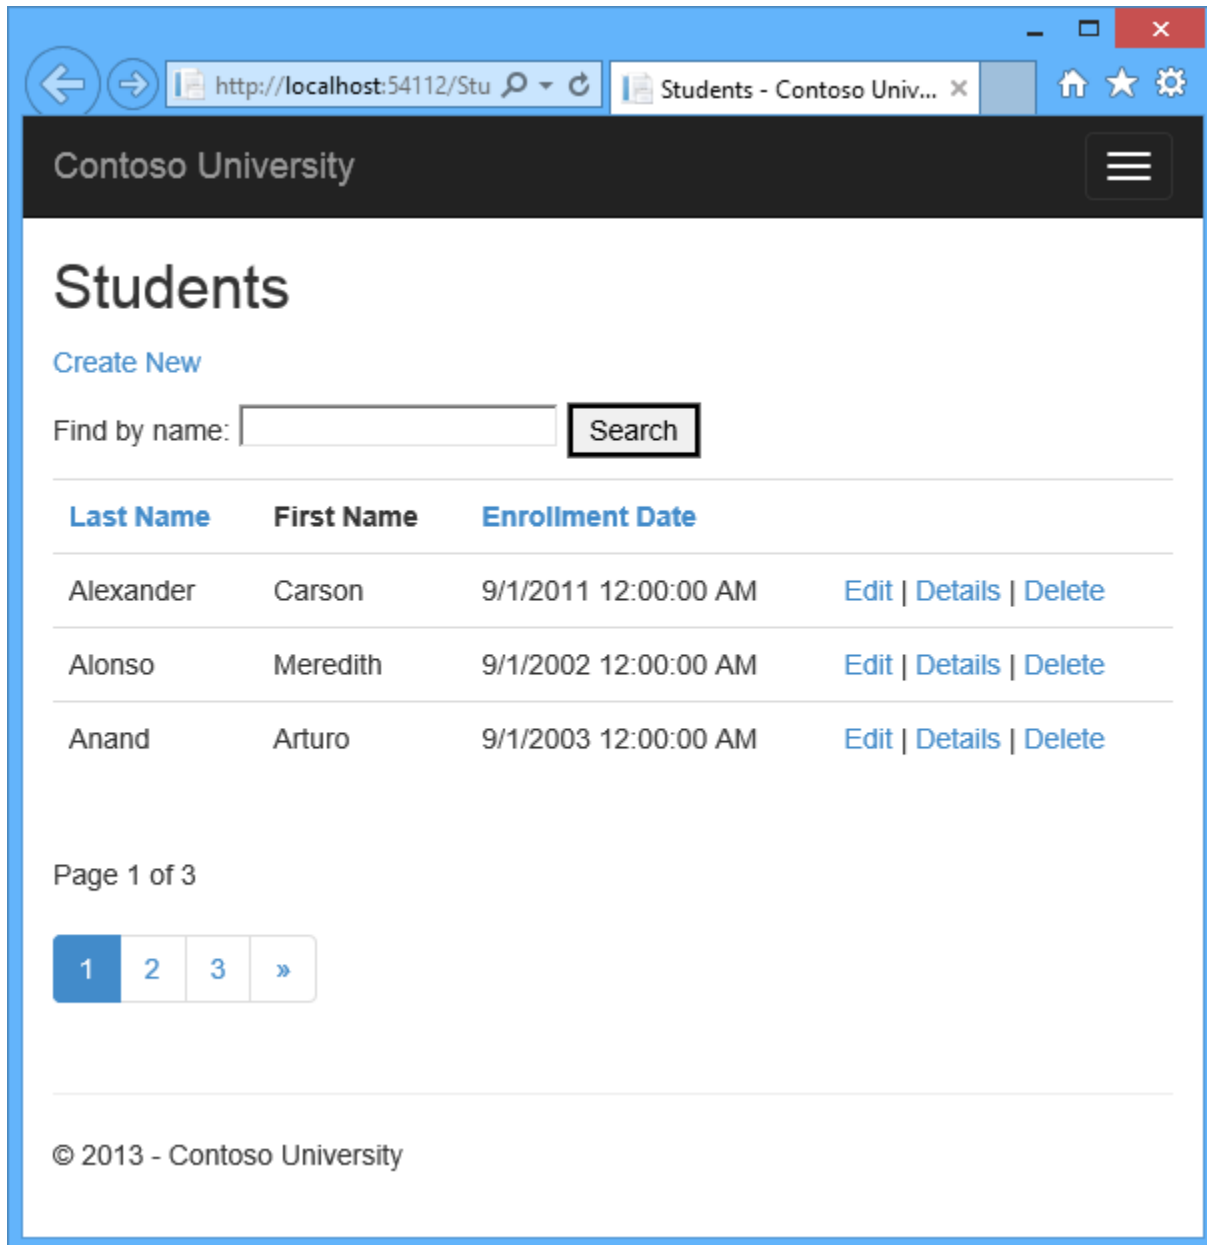 http://localhost:54112/Stu
Students - Contoso Univ...
Contoso University
Students
Create New
Find by name: Search
Last Name First Name Enrollment Date
Alexander Carson 9/1/2011 12:00:00 AM Edit | Details | Delete
Alonso Meredith 9/1/2002 12:00:00 AM Edit | Details | Delete
Anand Arturo 9/1/2003 12:00:00 AM Edit | Details | Delete
Page 1 of 3
1 2 3 »
© 2013 - Contoso University